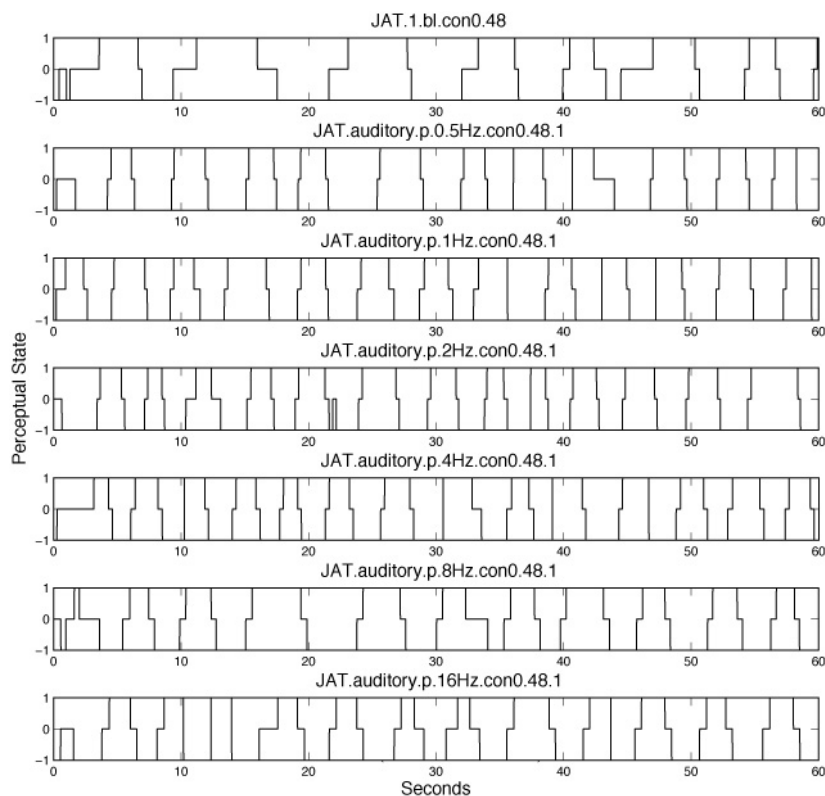 JAT.1.bl.con0.48
1
0
−1
0 10 20 30 40 50 60
JAT.auditory.p.0.5Hz.con0.48.1
1
0
−1
0 10 20 30 40 50 60
JAT.auditory.p.1Hz.con0.48.1
1
0
−1
0 10 20 30 40 50 60
JAT.auditory.p.2Hz.con0.48.1
1
0
−1
0 10 20 30 40 50 60
Perceptual State
JAT.auditory.p.4Hz.con0.48.1
1
0
−1
0 10 20 30 40 50 60
JAT.auditory.p.8Hz.con0.48.1
1
0
−1
0 10 20 30 40 50 60
JAT.auditory.p.16Hz.con0.48.1
1
0
−1
0 10 20 30 40 50 60
Seconds